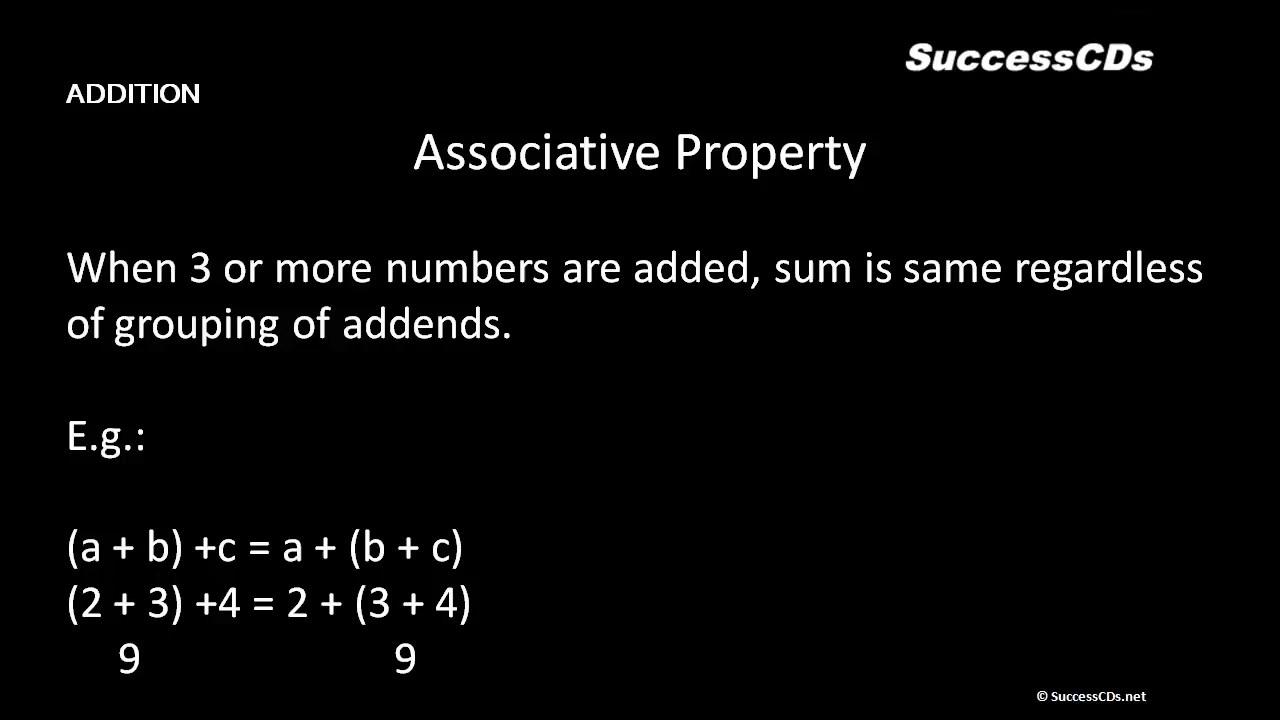 SuccessCDs
ADDITION
Associative Property
When 3 or more numbers are added, sum is same regardless
of grouping of addends.
E.g.:
(a + b) +c = a + (b + c)
(2 + 3) +4 = 2 + (3 + 4)
9 9
© SuccessCDs.net